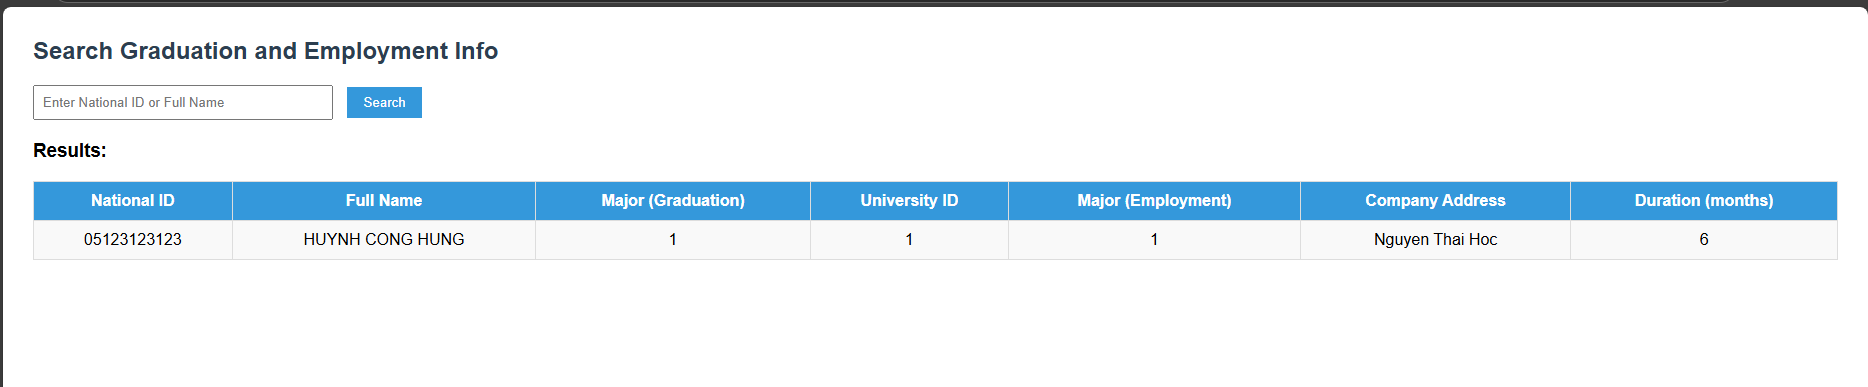 Search Graduation and Employment Info
Enter National ID or Full Name Search
Results:
National ID Full Name Major (Graduation) University ID Major (Employment) Company Address Duration (months)
05123123123 HUYNH CONG HUNG 1 1 1 Nguyen Thai Hoc 6